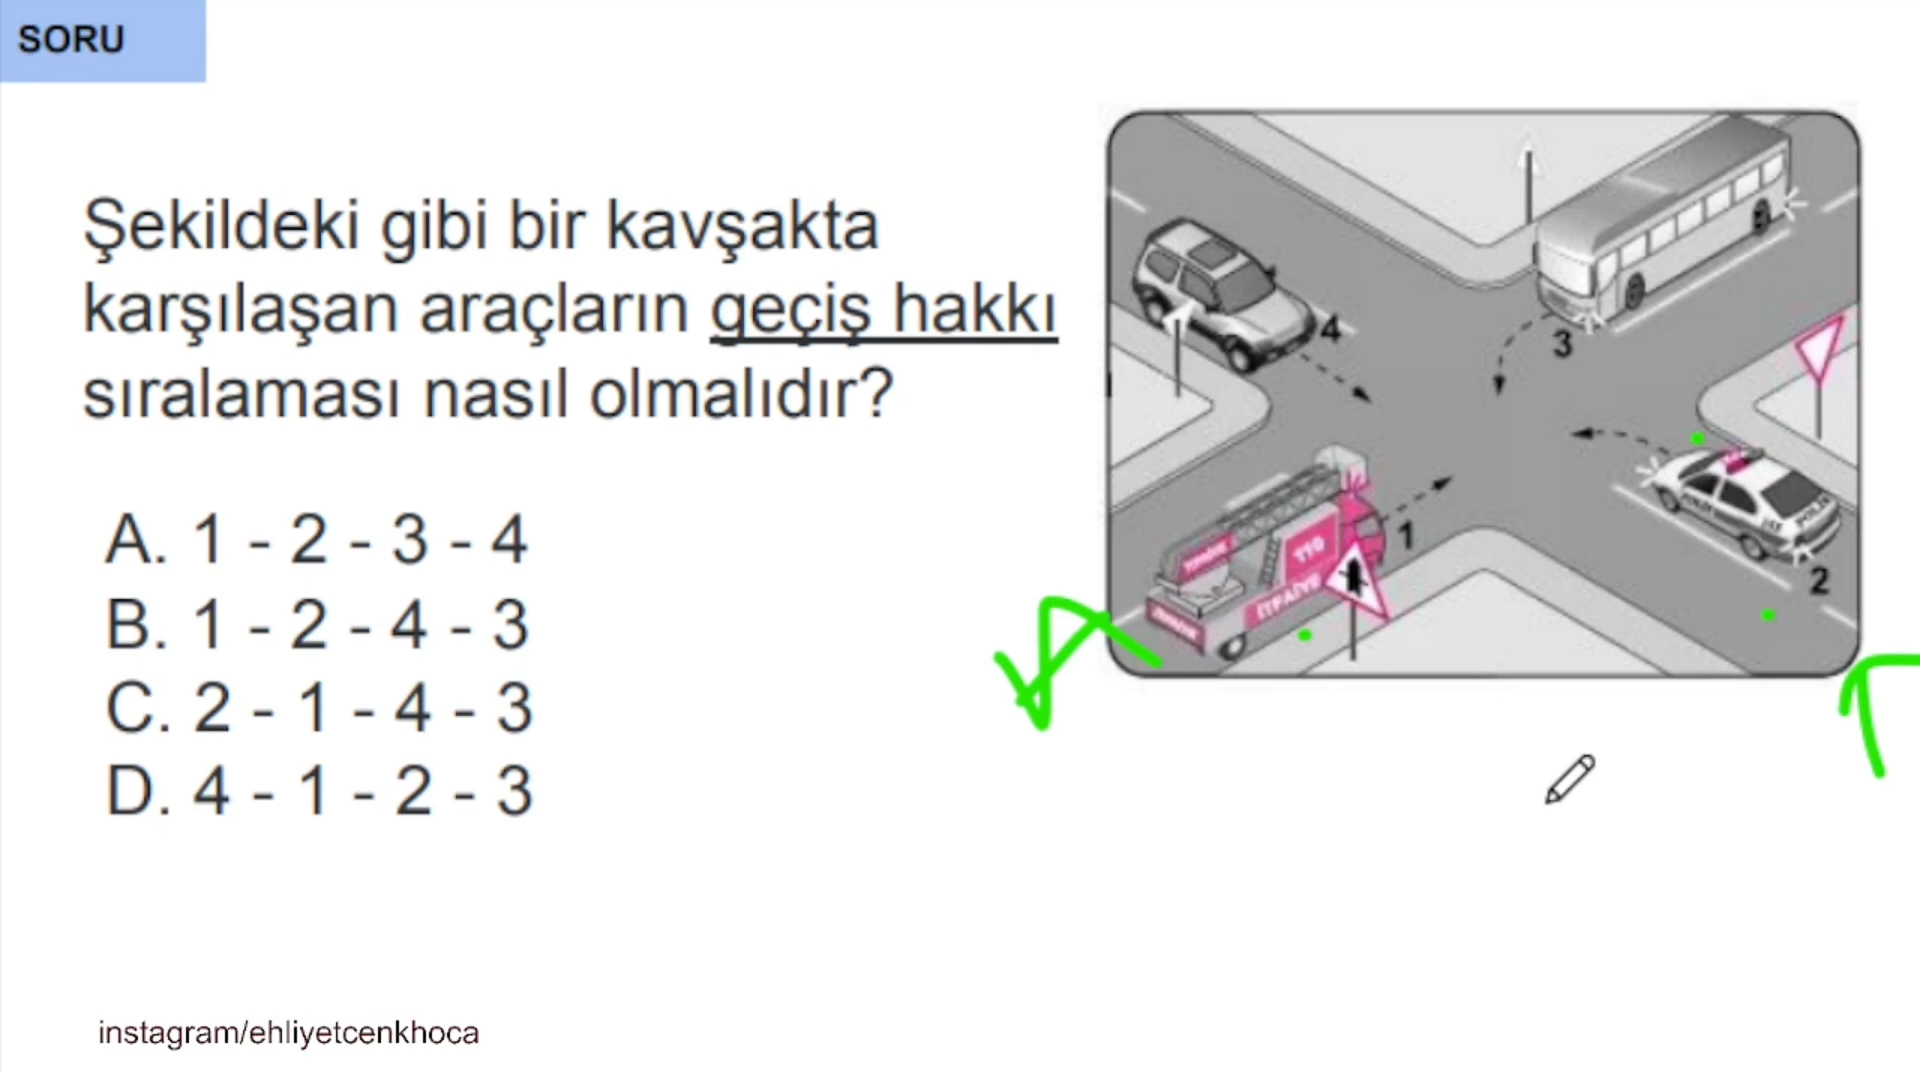 SORU
Şekildeki gibi bir kavşakta
karşılaşan araçların geçiş hakkı
sıralaması nasıl olmalıdır?
A. 1 - 2 - 3 - 4
B. 1 - 2 - 4 - 3
C. 2 - 1 - 4 - 3
D. 4 - 1 - 2 - 3
4
3
1
2
110
İTFAİYE
POLİS
instagram/ehliyetcenkhoca